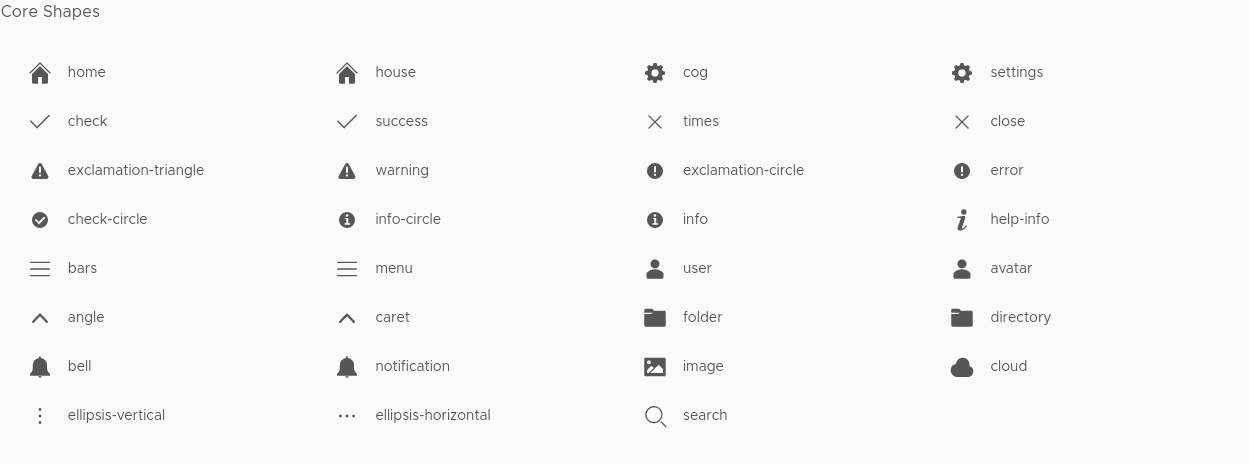 Core Shapes
home house cog settings
check success times close
exclamation-triangle warning exclamation-circle error
check-circle info-circle info help-info
bars menu user avatar
angle caret folder directory
bell notification image cloud
ellipsis-vertical ellipsis-horizontal search